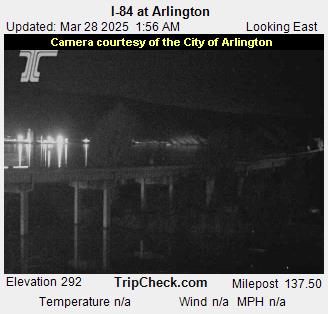 I-84 at Arlington
Updated: Mar 28 2025 1:56 AM Looking East
Camera courtesy of the City of Arlington
Elevation 292 TripCheck.com Milepost 137.50
Temperature n/a Wind n/a MPH n/a